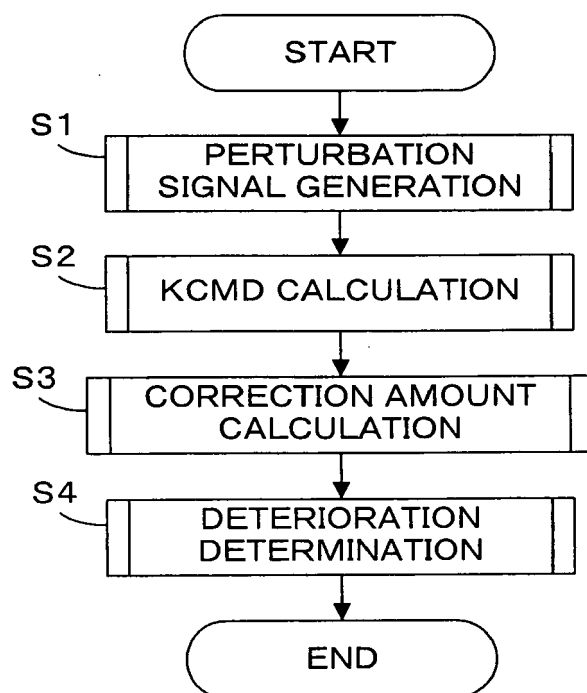 START
S1
PERTURBATION
SIGNAL GENERATION
S2
KCMD CALCULATION
S3
CORRECTION AMOUNT
CALCULATION
S4
DETERIORATION
DETERMINATION
END